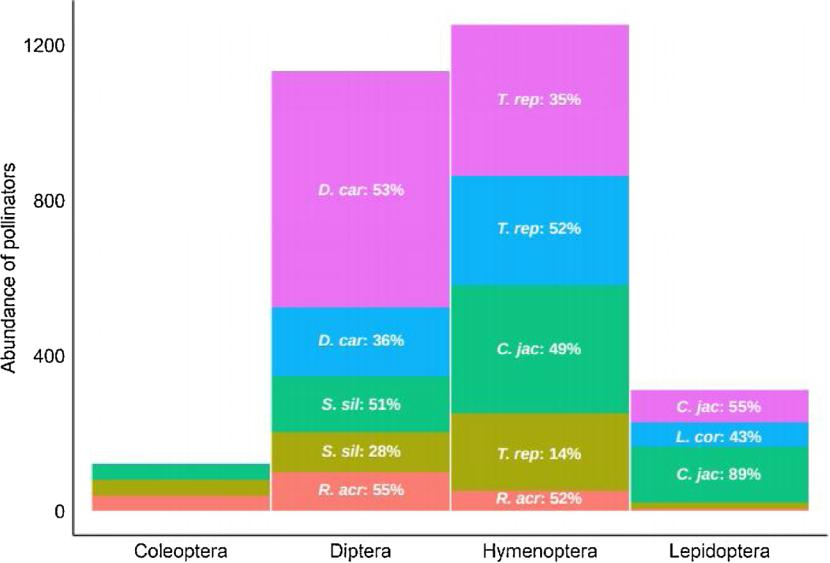 Abundance of pollinators
1200
800
400
0
D. car: 53%
D. car: 36%
S. sil: 51%
S. sil: 28%
R. acr: 55%
T. rep: 35%
T. rep: 52%
C. jac: 49%
T. rep: 14%
R. acr: 52%
C. jac: 55%
L. cor: 43%
C. jac: 89%
Coleoptera
Diptera
Hymenoptera
Lepidoptera